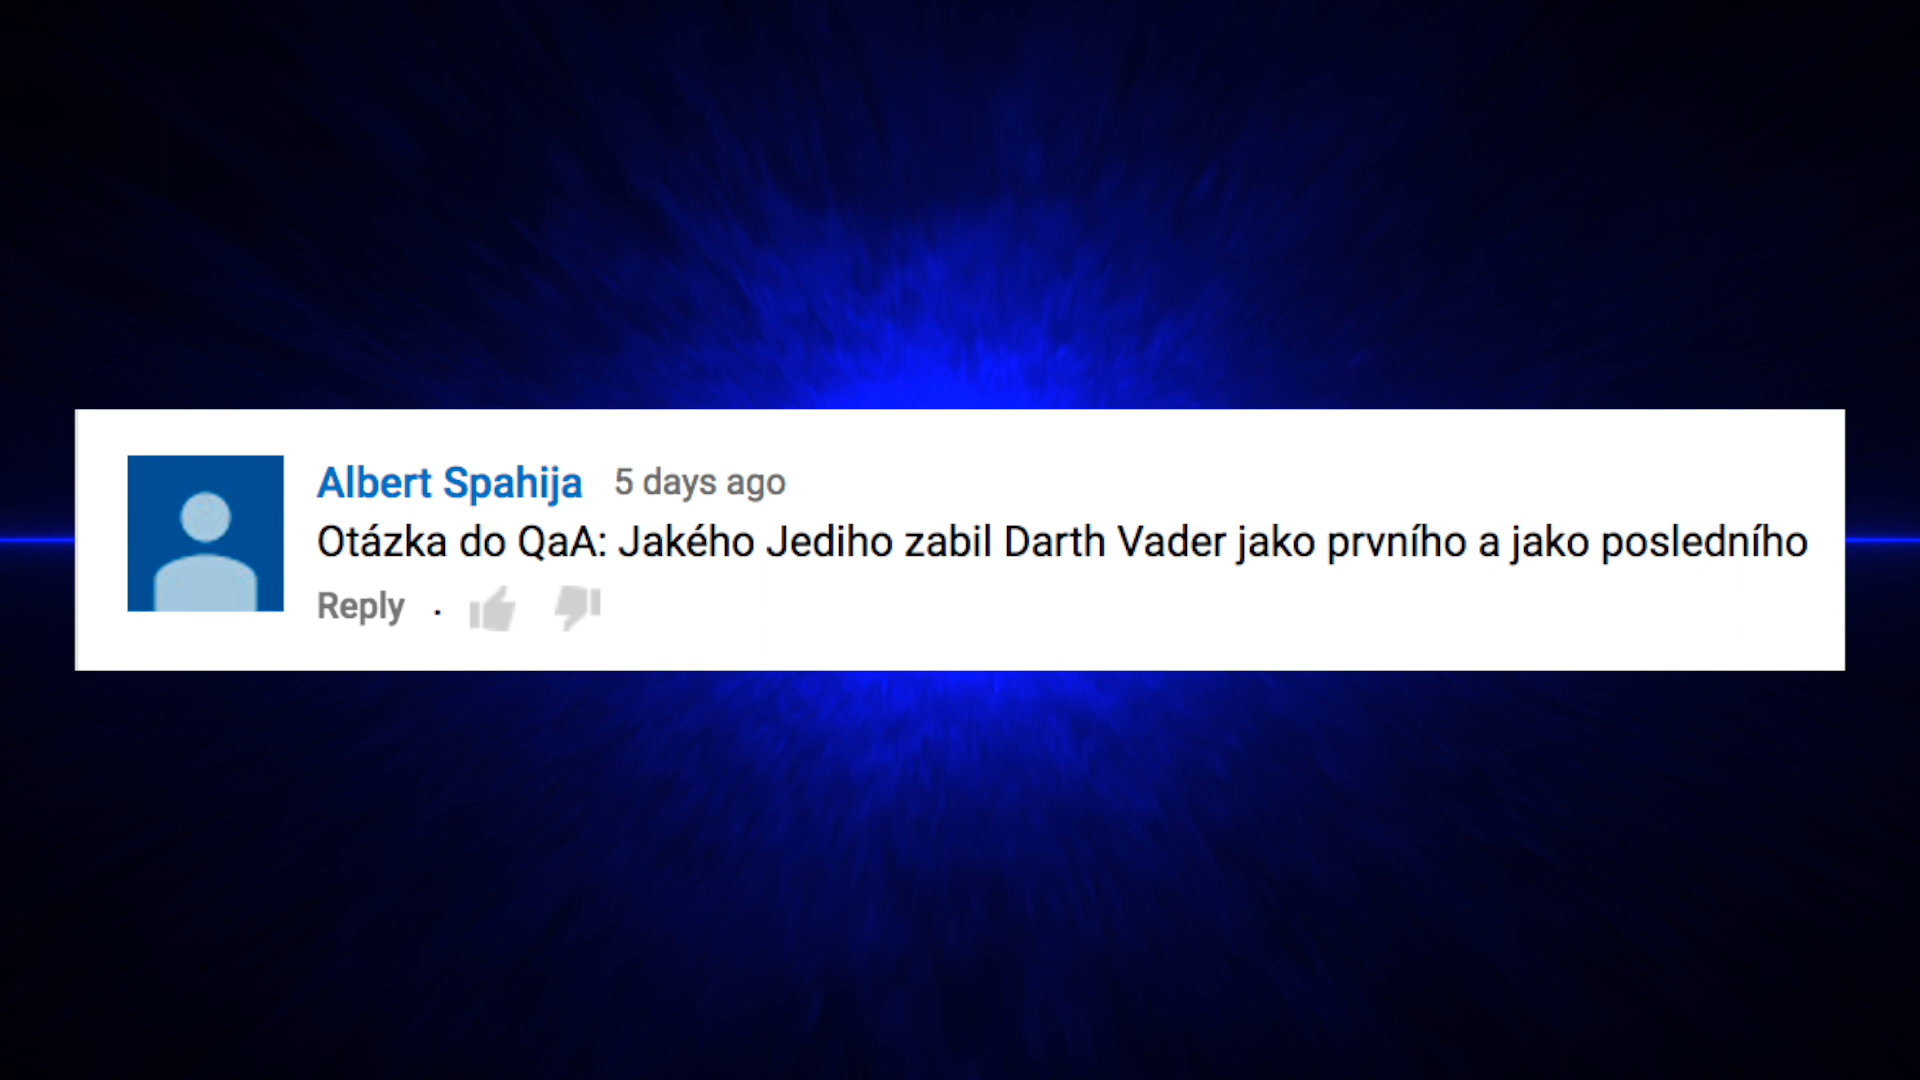 Albert Spahija 5 days ago
Otázka do QaA: Jakého Jediho zabil Darth Vader jako prvního a jako posledního
Reply ·